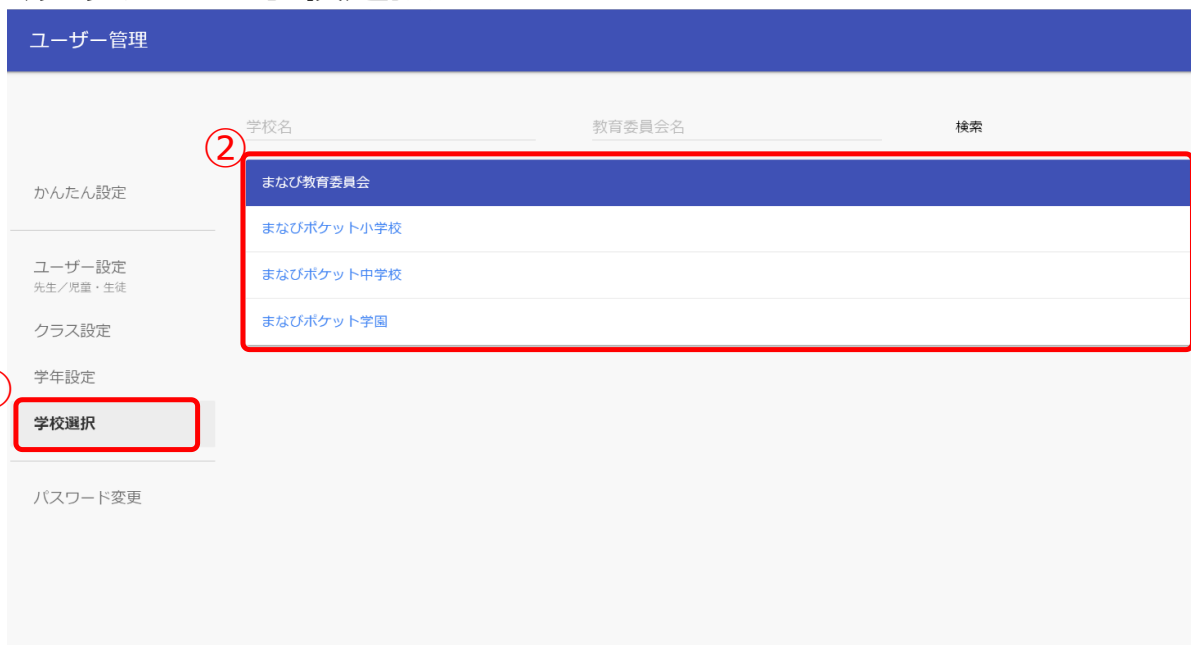 ユーザー管理
学校名 教育委員会名 検索
②
まなび教育委員会
かんたん設定
まなびポケット小学校
ユーザー設定
先生／児童・生徒
まなびポケット中学校
クラス設定
まなびポケット学園
学年設定
学校選択
パスワード変更